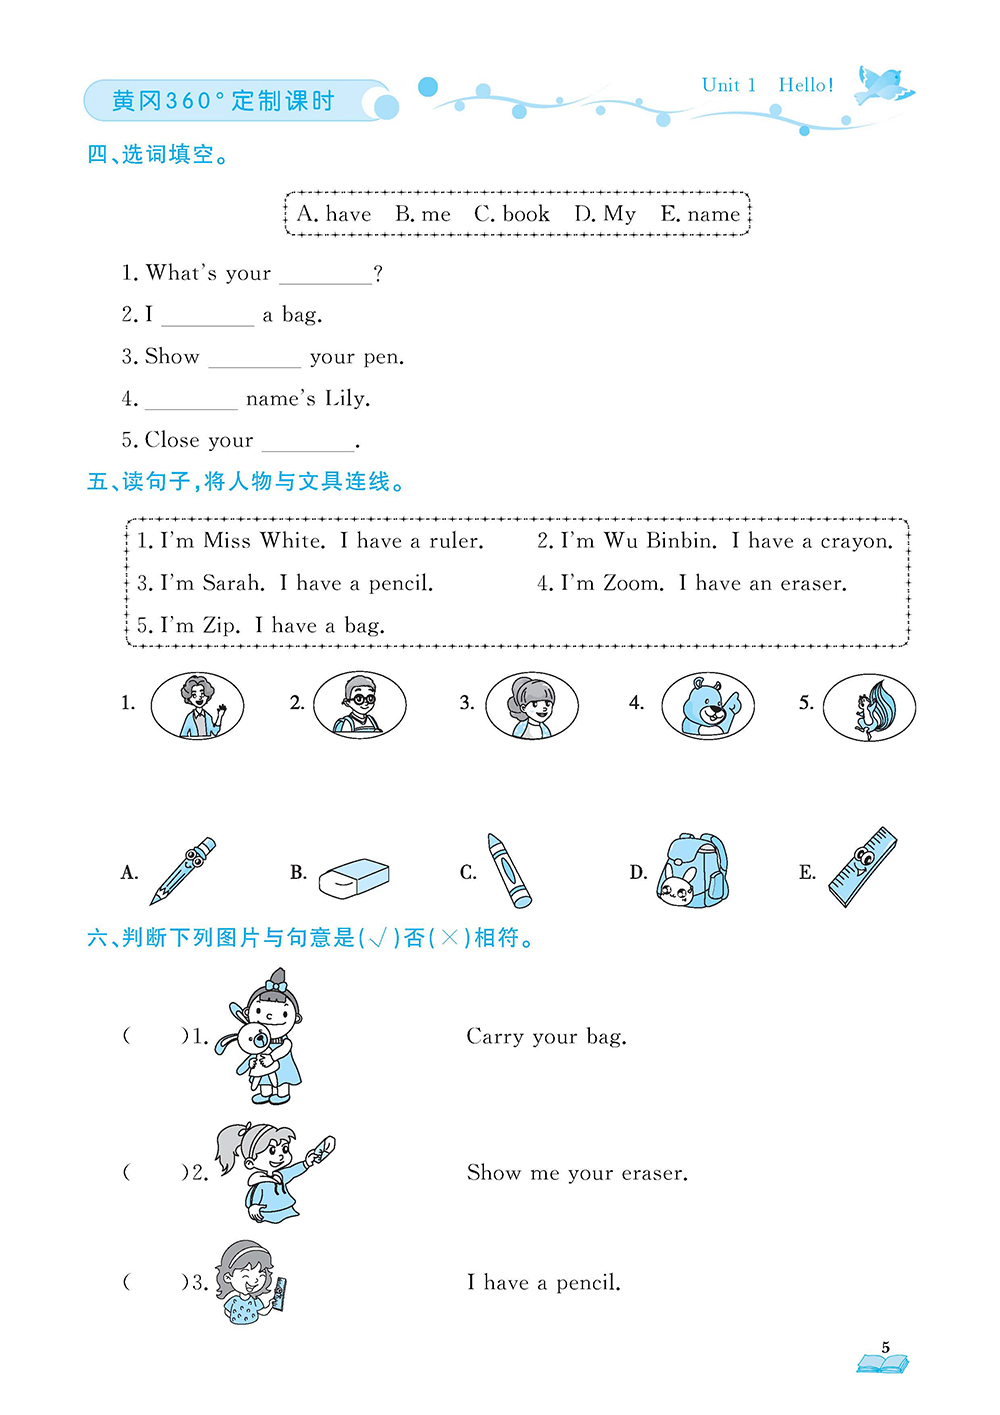 黄冈360°定制课时
Unit 1 Hello!
四、选词填空。
A. have B. me C. book D. My E. name
1. What's your ________?
2. I ________ a bag.
3. Show ________ your pen.
4. ________ name's Lily.
5. Close your ________.
五、读句子,将人物与文具连线。
1. I'm Miss White. I have a ruler. 2. I'm Wu Binbin. I have a crayon.
3. I'm Sarah. I have a pencil. 4. I'm Zoom. I have an eraser.
5. I'm Zip. I have a bag.
1. 2. 3. 4. 5.
A. B. C. D. E.
六、判断下列图片与句意是(√)否(×)相符。
( )1. Carry your bag.
( )2. Show me your eraser.
( )3. I have a pencil.
5